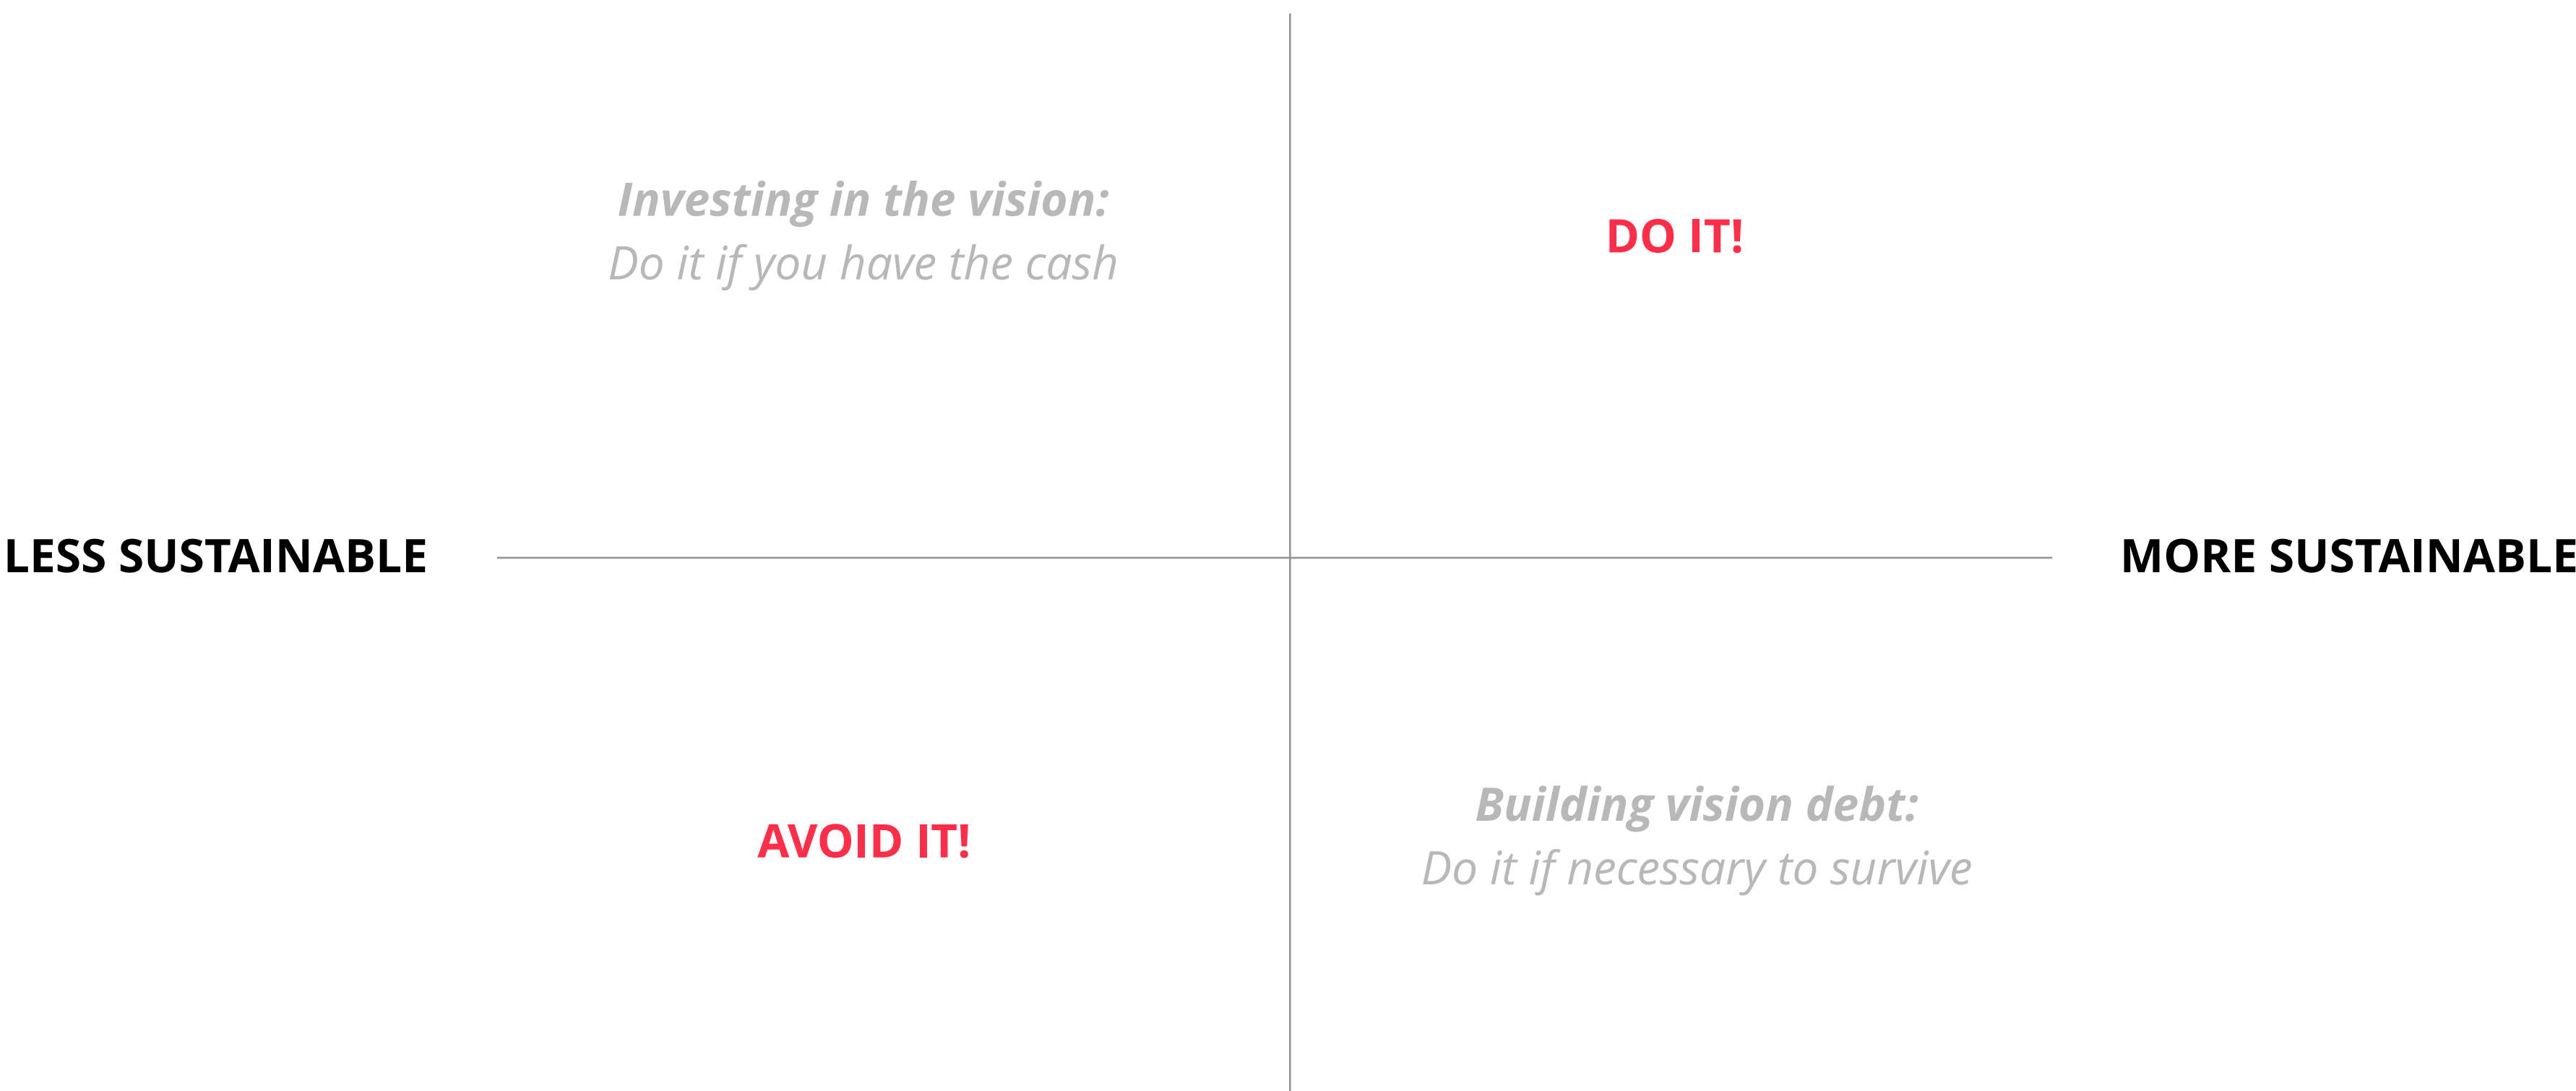 Investing in the vision:
Do it if you have the cash
DO IT!
LESS SUSTAINABLE
MORE SUSTAINABLE
AVOID IT!
Building vision debt:
Do it if necessary to survive